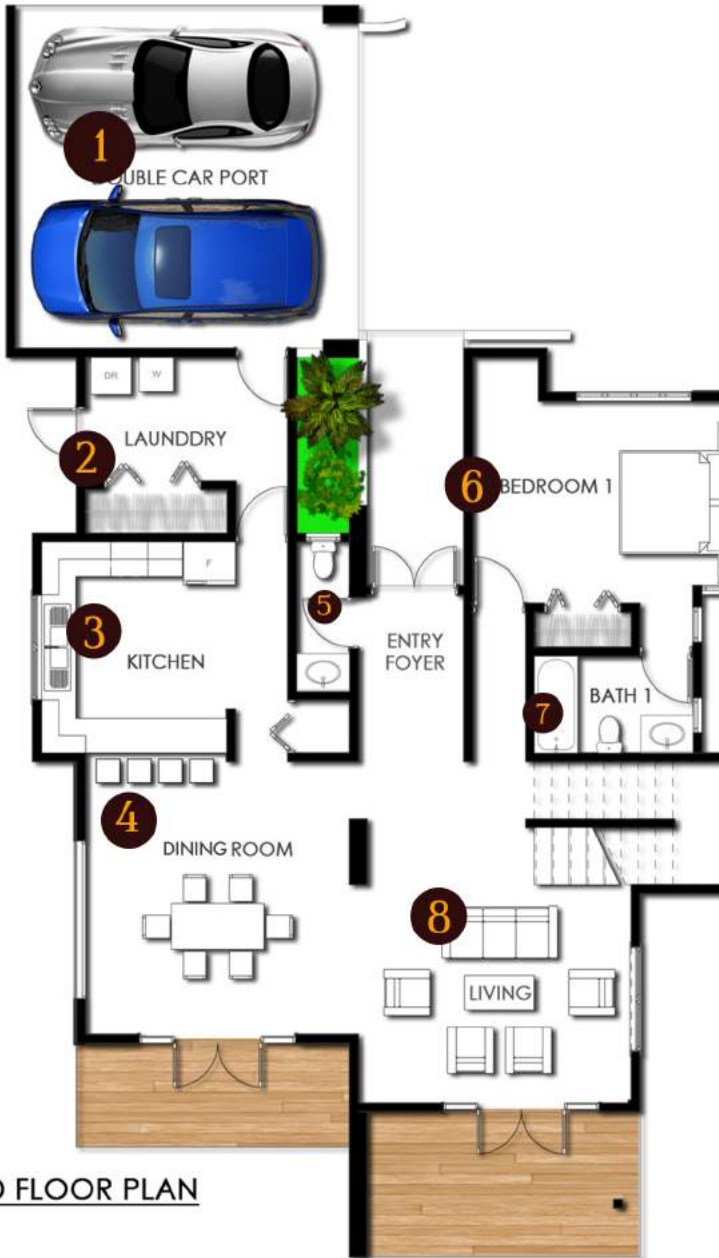 1
OUBLE CAR PORT
DR
W
LAUNDDRY
2
6
BEDROOM 1
F
5
3
KITCHEN
ENTRY
FOYER
7
BATH 1
4
DINING ROOM
8
LIVING
FLOOR PLAN